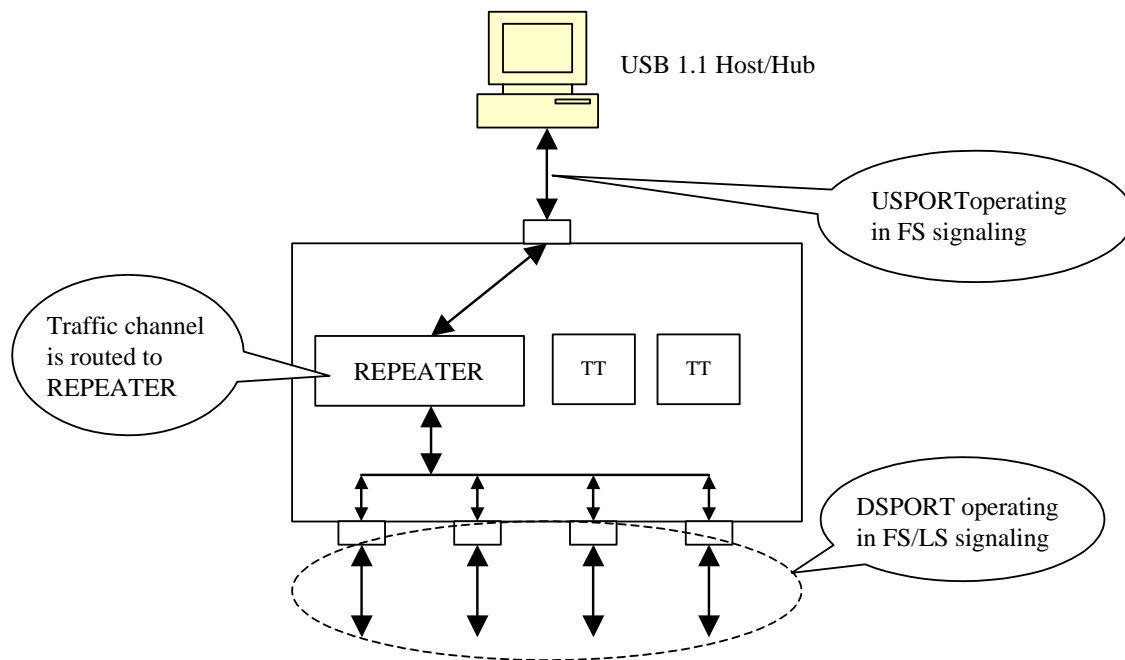 USB 1.1 Host/Hub
USPORToperating
in FS signaling
Traffic channel
is routed to
REPEATER
REPEATER
TT
TT
DSPORT operating
in FS/LS signaling